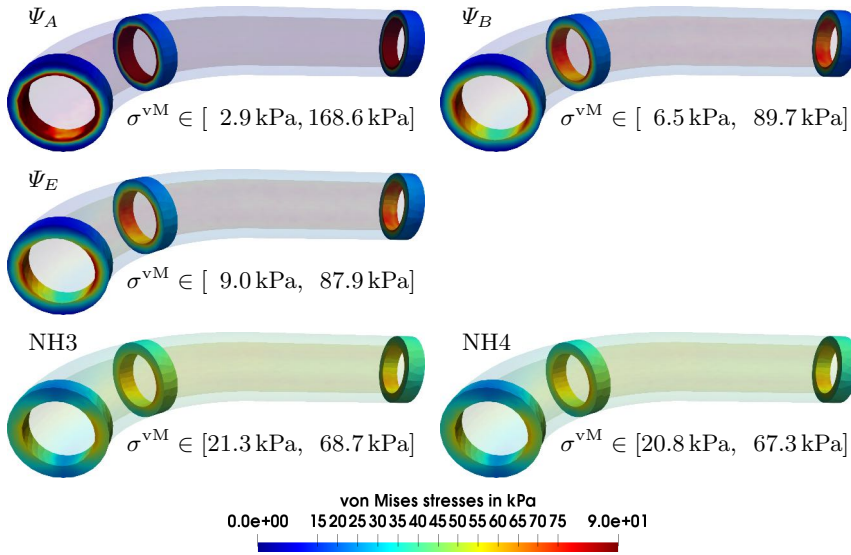 Ψ_A
σ^vM ∈ [ 2.9 kPa, 168.6 kPa]
Ψ_B
σ^vM ∈ [ 6.5 kPa, 89.7 kPa]
Ψ_E
σ^vM ∈ [ 9.0 kPa, 87.9 kPa]
NH3
σ^vM ∈ [21.3 kPa, 68.7 kPa]
NH4
σ^vM ∈ [20.8 kPa, 67.3 kPa]
von Mises stresses in kPa
0.0e+00 15 20 25 30 35 40 45 50 55 60 65 70 75 9.0e+01